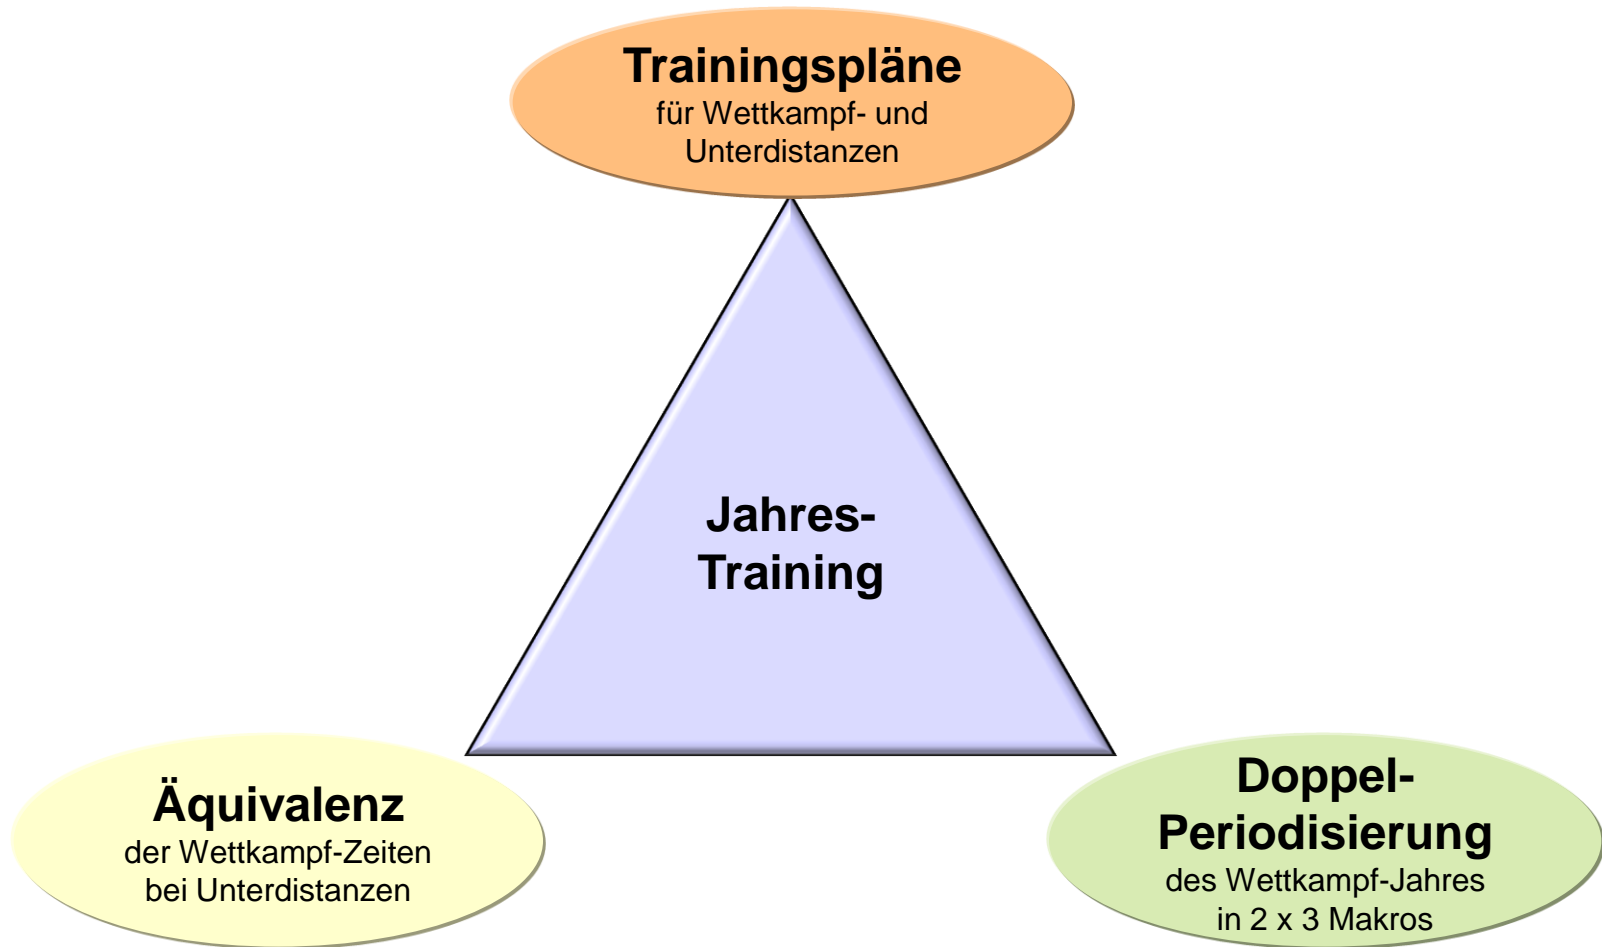 Trainingspläne
für Wettkampf- und
Unterdistanzen
Jahres-
Training
Äquivalenz
der Wettkampf-Zeiten
bei Unterdistanzen
Doppel-
Periodisierung
des Wettkampf-Jahres
in 2 x 3 Makros